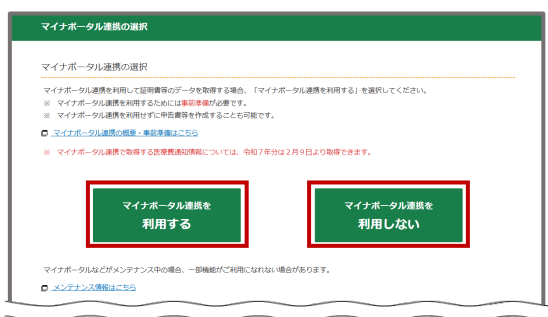 マイナポータル連携の選択
マイナポータル連携の選択
マイナポータル連携を利用して証明書等のデータを取得する場合、「マイナポータル連携を利用する」を選択してください。
※ マイナポータル連携を利用するためには事前準備が必要です。
※ マイナポータル連携を利用せずに申告書等を作成することも可能です。
マイナポータル連携の概要・事前準備はこちら
※ マイナポータル連携で取得する医療費通知情報については、令和７年分は２月９日より取得できます。
マイナポータル連携を
利用する
マイナポータル連携を
利用しない
マイナポータルなどがメンテナンス中の場合、一部機能がご利用になれない場合があります。
メンテナンス情報はこちら